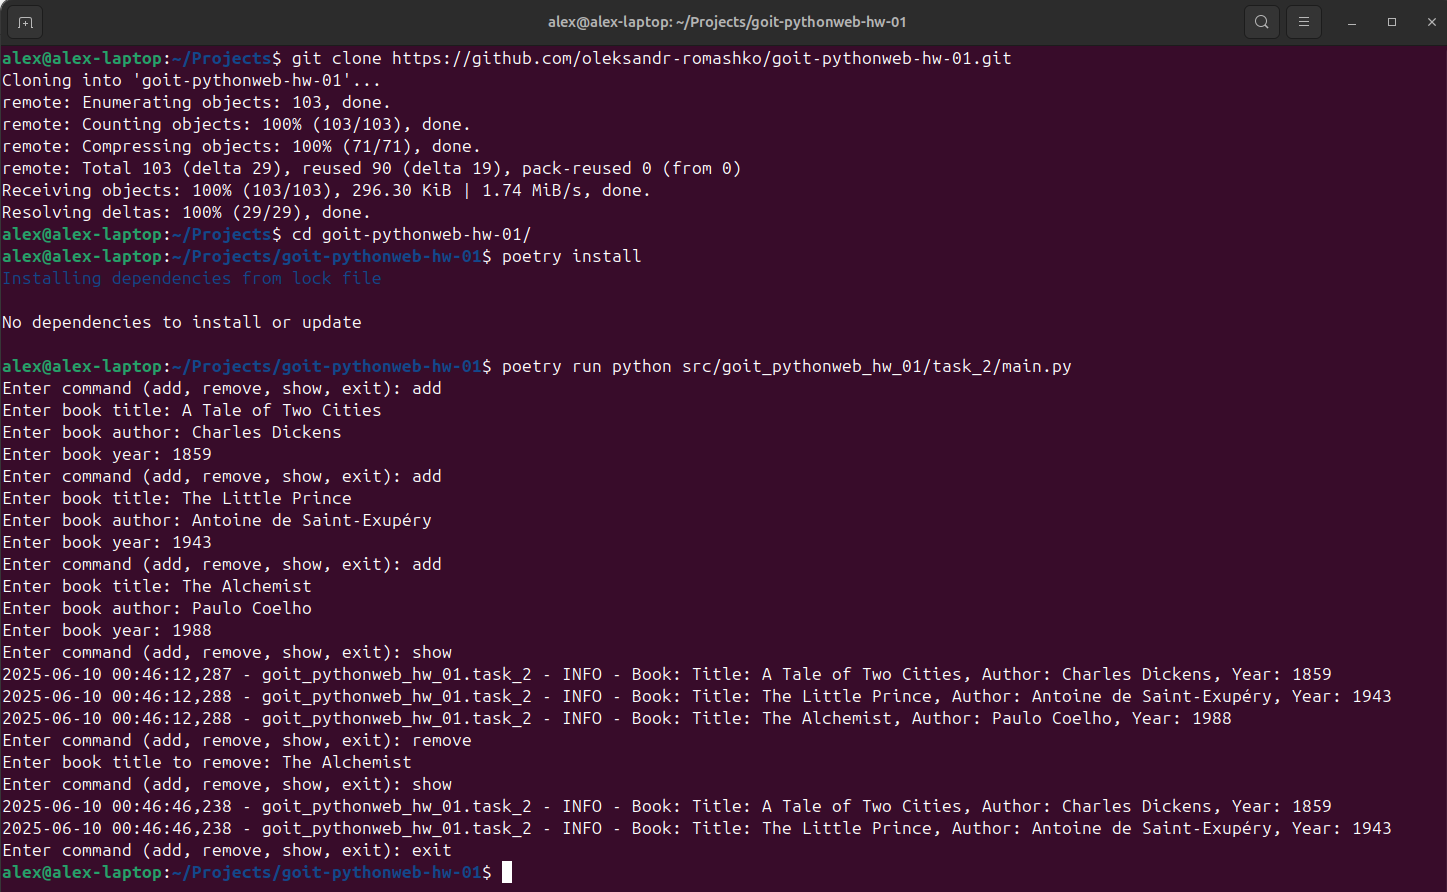 alex@alex-laptop: ~/Projects/goit-pythonweb-hw-01
alex@alex-laptop:~/Projects$ git clone https://github.com/oleksandr-romashko/goit-pythonweb-hw-01.git
Cloning into 'goit-pythonweb-hw-01'...
remote: Enumerating objects: 103, done.
remote: Counting objects: 100% (103/103), done.
remote: Compressing objects: 100% (71/71), done.
remote: Total 103 (delta 29), reused 90 (delta 19), pack-reused 0 (from 0)
Receiving objects: 100% (103/103), 296.30 KiB | 1.74 MiB/s, done.
Resolving deltas: 100% (29/29), done.
alex@alex-laptop:~/Projects$ cd goit-pythonweb-hw-01/
alex@alex-laptop:~/Projects/goit-pythonweb-hw-01$ poetry install
Installing dependencies from lock file
No dependencies to install or update
alex@alex-laptop:~/Projects/goit-pythonweb-hw-01$ poetry run python src/goit_pythonweb_hw_01/task_2/main.py
Enter command (add, remove, show, exit): add
Enter book title: A Tale of Two Cities
Enter book author: Charles Dickens
Enter book year: 1859
Enter command (add, remove, show, exit): add
Enter book title: The Little Prince
Enter book author: Antoine de Saint-Exupéry
Enter book year: 1943
Enter command (add, remove, show, exit): add
Enter book title: The Alchemist
Enter book author: Paulo Coelho
Enter book year: 1988
Enter command (add, remove, show, exit): show
2025-06-10 00:46:12,287 - goit_pythonweb_hw_01.task_2 - INFO - Book: Title: A Tale of Two Cities, Author: Charles Dickens, Year: 1859
2025-06-10 00:46:12,288 - goit_pythonweb_hw_01.task_2 - INFO - Book: Title: The Little Prince, Author: Antoine de Saint-Exupéry, Year: 1943
2025-06-10 00:46:12,288 - goit_pythonweb_hw_01.task_2 - INFO - Book: Title: The Alchemist, Author: Paulo Coelho, Year: 1988
Enter command (add, remove, show, exit): remove
Enter book title to remove: The Alchemist
Enter command (add, remove, show, exit): show
2025-06-10 00:46:46,238 - goit_pythonweb_hw_01.task_2 - INFO - Book: Title: A Tale of Two Cities, Author: Charles Dickens, Year: 1859
2025-06-10 00:46:46,238 - goit_pythonweb_hw_01.task_2 - INFO - Book: Title: The Little Prince, Author: Antoine de Saint-Exupéry, Year: 1943
Enter command (add, remove, show, exit): exit
alex@alex-laptop:~/Projects/goit-pythonweb-hw-01$